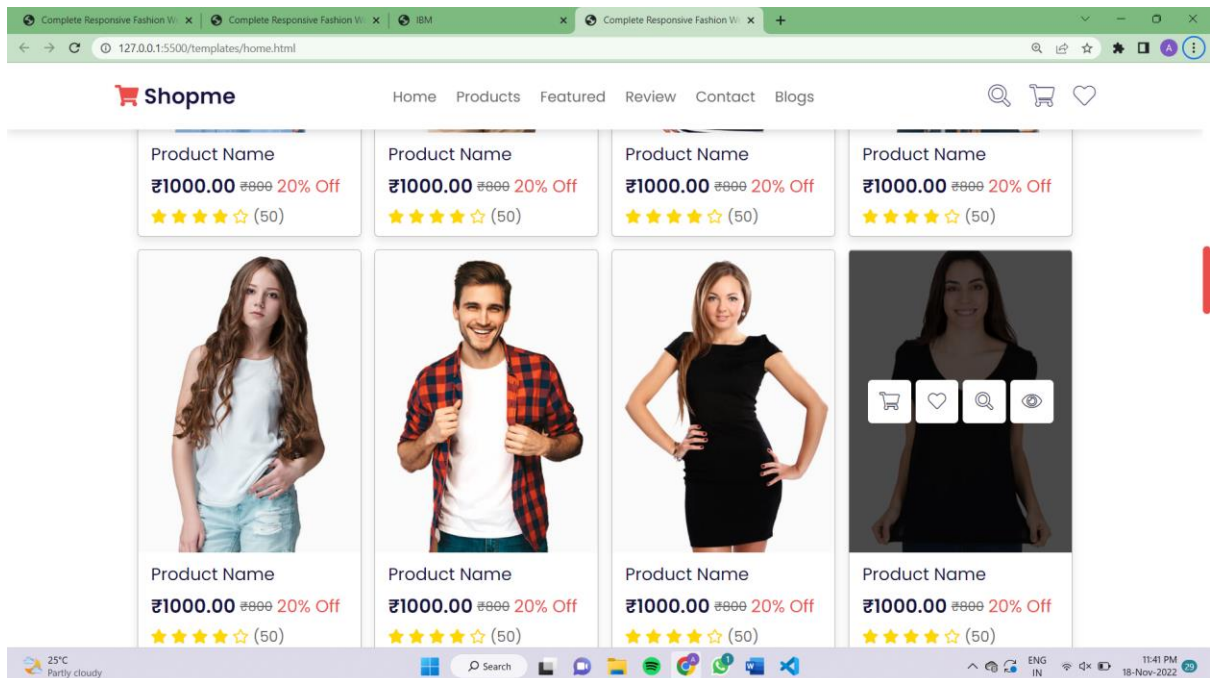 Complete Responsive Fashion W
Complete Responsive Fashion W
IBM
Complete Responsive Fashion W
127.0.0.1:5500/templates/home.html
A
Shopme
Home Products Featured Review Contact Blogs
Product Name Product Name Product Name Product Name
₹1000.00 ₹800 20% Off ₹1000.00 ₹800 20% Off ₹1000.00 ₹800 20% Off ₹1000.00 ₹800 20% Off
(50) (50) (50) (50)
Product Name Product Name Product Name Product Name
₹1000.00 ₹800 20% Off ₹1000.00 ₹800 20% Off ₹1000.00 ₹800 20% Off ₹1000.00 ₹800 20% Off
(50) (50) (50) (50)
25°C
Partly cloudy
Search
ENG
IN
11:41 PM
18-Nov-2022
29